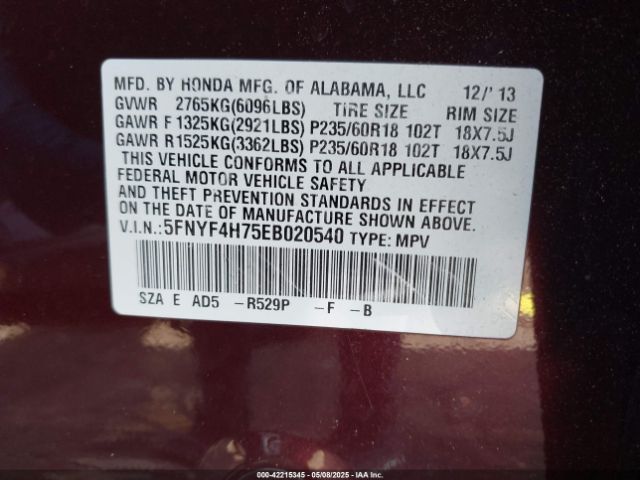 MFD. BY HONDA MFG. OF ALABAMA, LLC 12/'13
GVWR 2765KG(6096LBS) TIRE SIZE RIM SIZE
GAWR F 1325KG(2921LBS) P235/60R18 102T 18X7.5J
GAWR R 1525KG(3362LBS) P235/60R18 102T 18X7.5J
THIS VEHICLE CONFORMS TO ALL APPLICABLE
FEDERAL MOTOR VEHICLE SAFETY
AND THEFT PREVENTION STANDARDS IN EFFECT
ON THE DATE OF MANUFACTURE SHOWN ABOVE.
V.I.N.:5FNYF4H75EB020540 TYPE: MPV
SZA E AD5 -R529P -F -B
000-42215345 - 05/08/2025 - IAA Inc.